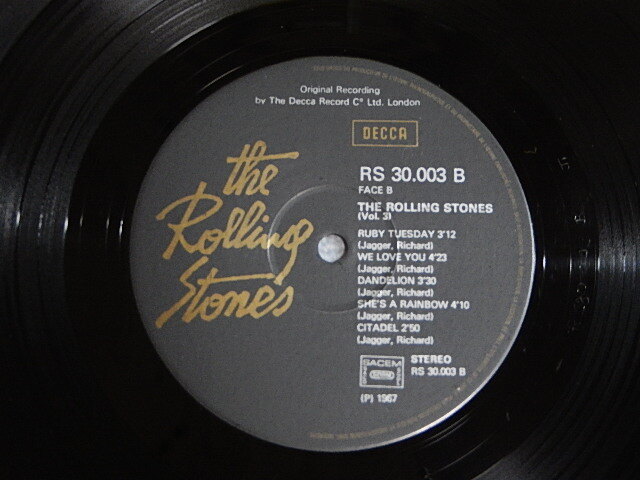 Original Recording
by The Decca Record Cº Ltd. London
DECCA
the
Rolling
Stones
RS 30.003 B
FACE B
THE ROLLING STONES
(Vol. 3)
RUBY TUESDAY 3'12
(Jagger, Richard)
WE LOVE YOU 4'23
(Jagger, Richard)
DANDELION 3'30
(Jagger, Richard)
SHE'S A RAINBOW 4'10
(Jagger, Richard)
CITADEL 2'50
(Jagger, Richard)
SACEM
STEREO
RS 30.003 B
(P) 1967